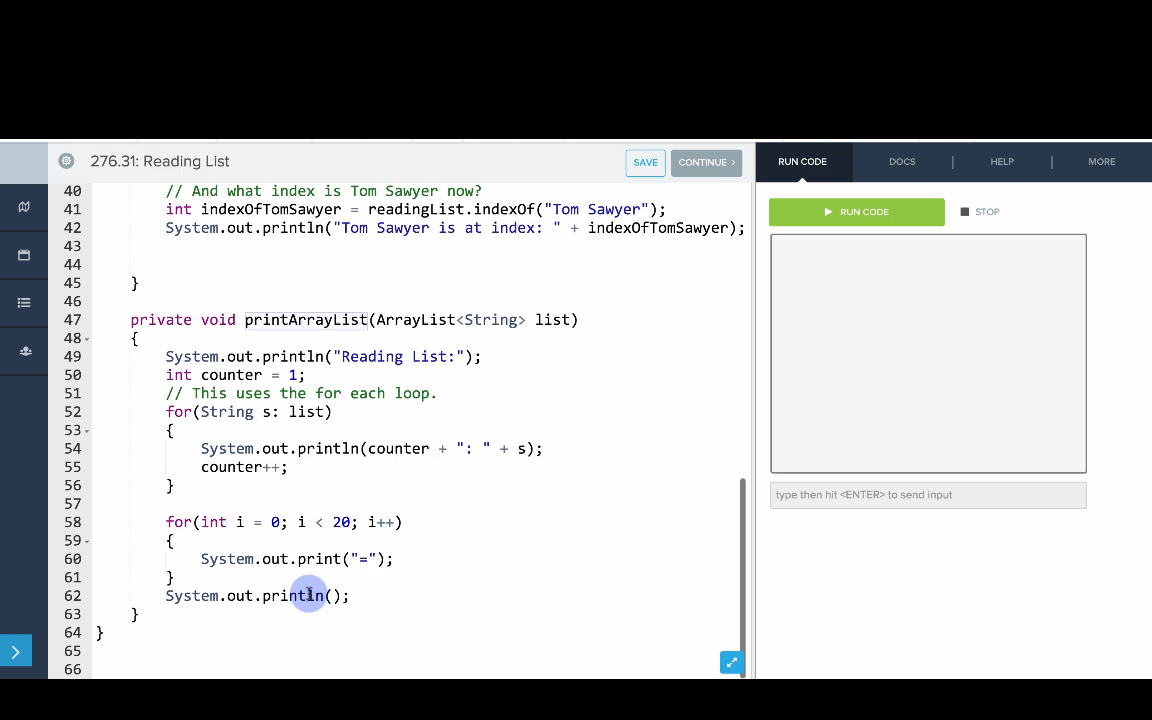 276.31: Reading List
SAVE
CONTINUE >
RUN CODE
DOCS
HELP
MORE
RUN CODE
STOP
type then hit <ENTER> to send input
40 // And what index is Tom Sawyer now?
41 int indexOfTomSawyer = readingList.indexOf("Tom Sawyer");
42 System.out.println("Tom Sawyer is at index: " + indexOfTomSawyer);
43
44
45 }
46
47 private void printArrayList(ArrayList<String> list)
48 {
49 System.out.println("Reading List:");
50 int counter = 1;
51 // This uses the for each loop.
52 for(String s: list)
53 {
54 System.out.println(counter + ": " + s);
55 counter++;
56 }
57
58 for(int i = 0; i < 20; i++)
59 {
60 System.out.print("=");
61 }
62 System.out.println();
63 }
64 }
65
66